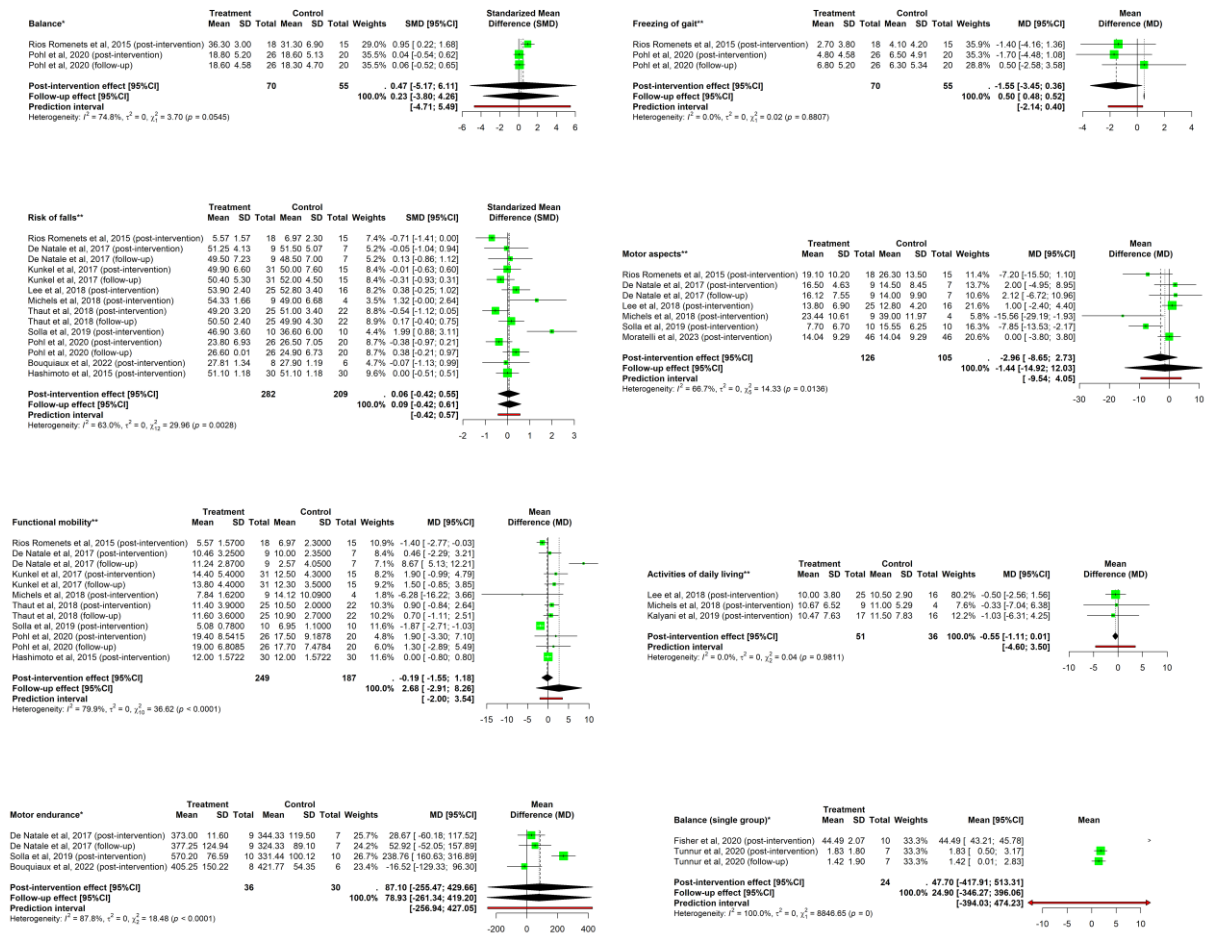 Treatment Control Standarized Mean
Balance* Mean SD Total Mean SD Total Weights SMD [95%CI] Difference (SMD)
Rios Romenets et al, 2015 (post-intervention) 36.30 3.00 18 31.30 6.90 15 29.0% 0.95 [ 0.22; 1.68]
Pohl et al, 2020 (post-intervention) 18.80 5.20 26 18.60 5.13 20 35.5% 0.04 [-0.54; 0.62]
Pohl et al, 2020 (follow-up) 18.60 4.58 26 18.30 4.70 20 35.5% 0.06 [-0.52; 0.65]
Post-intervention effect [95%CI] 70 55 . 0.47 [-5.17; 6.11]
Follow-up effect [95%CI] 100.0% 0.23 [-3.80; 4.26]
Prediction interval [-4.71; 5.49]
Heterogeneity: I² = 74.8%, τ² = 0, χ²₁ = 3.70 (p = 0.0545)
-6 -4 -2 0 2 4 6
Treatment Control Mean
Freezing of gait** Mean SD Total Mean SD Total Weights MD [95%CI] Difference (MD)
Rios Romenets et al, 2015 (post-intervention) 2.70 3.80 18 4.10 4.20 15 35.9% -1.40 [-4.16; 1.36]
Pohl et al, 2020 (post-intervention) 4.80 4.58 26 6.50 4.91 20 35.3% -1.70 [-4.48; 1.08]
Pohl et al, 2020 (follow-up) 6.80 5.20 26 6.30 5.34 20 28.8% 0.50 [-2.58; 3.58]
Post-intervention effect [95%CI] 70 55 . -1.55 [-3.45; 0.36]
Follow-up effect [95%CI] 100.0% 0.50 [ 0.48; 0.52]
Prediction interval [-2.14; 0.40]
Heterogeneity: I² = 0.0%, τ² = 0, χ²₁ = 0.02 (p = 0.8807)
-4 -2 0 2 4
Treatment Control Standarized Mean
Risk of falls** Mean SD Total Mean SD Total Weights SMD [95%CI] Difference (SMD)
Rios Romenets et al, 2015 (post-intervention) 5.57 1.57 18 6.97 2.30 15 7.4% -0.71 [-1.41; 0.00]
De Natale et al, 2017 (post-intervention) 51.25 4.13 9 51.50 5.07 7 5.2% -0.05 [-1.04; 0.94]
De Natale et al, 2017 (follow-up) 49.50 7.23 9 48.50 7.00 7 5.2% 0.13 [-0.86; 1.12]
Kunkel et al, 2017 (post-intervention) 49.90 6.60 31 50.00 7.60 15 8.2% -0.01 [-0.63; 0.60]
Kunkel et al, 2017 (follow-up) 50.40 5.30 31 52.00 4.50 15 8.1% -0.31 [-0.93; 0.31]
Lee et al, 2018 (post-intervention) 53.90 2.40 25 52.80 3.40 16 8.0% 0.38 [-0.25; 1.02]
Michels et al, 2018 (post-intervention) 54.33 1.66 9 49.00 6.68 4 3.5% 1.32 [-0.00; 2.64]
Thaut et al, 2018 (post-intervention) 49.20 3.20 25 51.00 3.40 22 8.5% -0.54 [-1.12; 0.05]
Thaut et al, 2018 (follow-up) 50.50 2.40 25 49.90 4.30 22 8.6% 0.17 [-0.40; 0.75]
Solla et al, 2019 (post-intervention) 46.90 3.60 10 36.60 6.00 10 4.4% 1.99 [ 0.88; 3.11]
Pohl et al, 2020 (post-intervention) 23.80 6.93 26 26.50 7.05 20 8.4% -0.38 [-0.97; 0.21]
Pohl et al, 2020 (follow-up) 26.60 0.01 26 24.90 6.73 20 8.4% 0.38 [-0.21; 0.97]
Bouquiaux et al, 2022 (post-intervention) 27.81 1.34 8 27.90 1.19 6 4.8% -0.07 [-1.13; 0.99]
Hashimoto et al, 2015 (post-intervention) 51.10 1.18 30 51.10 1.18 30 9.6% 0.00 [-0.51; 0.51]
Post-intervention effect [95%CI] 282 209 . 0.06 [-0.42; 0.55]
Follow-up effect [95%CI] 100.0% 0.09 [-0.42; 0.61]
Prediction interval [-0.42; 0.57]
Heterogeneity: I² = 63.0%, τ² = 0, χ²₁₂ = 29.96 (p = 0.0028)
-2 -1 0 1 2 3
Treatment Control Mean
Motor aspects** Mean SD Total Mean SD Total Weights MD [95%CI] Difference (MD)
Rios Romenets et al, 2015 (post-intervention) 19.10 10.20 18 26.30 13.50 15 11.4% -7.20 [-15.50; 1.10]
De Natale et al, 2017 (post-intervention) 16.50 4.63 9 14.50 8.45 7 13.7% 2.00 [-4.95; 8.95]
De Natale et al, 2017 (follow-up) 16.12 7.55 9 14.00 9.90 7 10.6% 2.12 [-6.72; 10.96]
Lee et al, 2018 (post-intervention) 13.80 6.90 25 12.80 4.20 16 21.6% 1.00 [-2.40; 4.40]
Michels et al, 2018 (post-intervention) 23.44 10.61 9 39.00 11.97 4 5.8% -15.56 [-29.19; -1.93]
Solla et al, 2019 (post-intervention) 7.70 6.70 10 15.55 6.25 10 16.3% -7.85 [-13.53; -2.17]
Moratelli et al, 2023 (post-intervention) 14.04 9.29 46 14.04 9.29 46 20.6% 0.00 [-3.80; 3.80]
Post-intervention effect [95%CI] 126 105 . -2.96 [-8.65; 2.73]
Follow-up effect [95%CI] 100.0% -1.44 [-14.92; 12.03]
Prediction interval [-9.54; 4.05]
Heterogeneity: I² = 66.7%, τ² = 0, χ²₅ = 14.33 (p = 0.0136)
-30 -20 -10 0 10
Treatment Control Mean
Functional mobility** Mean SD Total Mean SD Total Weights MD [95%CI] Difference (MD)
Rios Romenets et al, 2015 (post-intervention) 5.57 1.5700 18 6.97 2.3000 15 10.9% -1.40 [ -2.77; -0.03]
De Natale et al, 2017 (post-intervention) 10.46 3.2500 9 10.00 2.3500 7 8.4% 0.46 [ -2.29; 3.21]
De Natale et al, 2017 (follow-up) 11.24 2.8700 9 2.57 4.0500 7 7.1% 8.67 [ 5.13; 12.21]
Kunkel et al, 2017 (post-intervention) 14.40 5.4000 31 12.50 4.3000 15 8.1% 1.90 [ -0.99; 4.79]
Kunkel et al, 2017 (follow-up) 13.80 4.4000 31 12.30 3.5000 15 9.2% 1.50 [ -0.85; 3.85]
Michels et al, 2018 (post-intervention) 7.84 1.6200 9 14.12 10.0900 4 1.5% -6.28 [-16.22; 3.66]
Thaut et al, 2018 (post-intervention) 11.40 3.9000 25 10.50 2.0000 22 10.3% 0.90 [ -0.84; 2.64]
Thaut et al, 2018 (follow-up) 11.60 3.6000 25 10.90 2.7000 22 10.2% 0.70 [ -1.11; 2.51]
Solla et al, 2019 (post-intervention) 5.08 0.7800 10 6.95 1.1000 10 11.7% -1.87 [ -2.71; -1.03]
Pohl et al, 2020 (post-intervention) 19.40 8.5415 26 17.50 9.1878 20 4.6% 1.90 [ -3.30; 7.10]
Pohl et al, 2020 (follow-up) 19.00 6.8085 26 17.70 7.4784 20 6.0% 1.30 [ -2.89; 5.49]
Hashimoto et al, 2015 (post-intervention) 12.00 1.5722 30 12.00 1.5722 30 11.8% 0.00 [ -0.80; 0.80]
Post-intervention effect [95%CI] 249 187 . -0.19 [ -1.55; 1.18]
Follow-up effect [95%CI] 100.0% 2.68 [ -2.91; 8.26]
Prediction interval [ -2.00; 3.54]
Heterogeneity: I² = 79.9%, τ² = 0, χ²₁₀ = 36.62 (p < 0.0001)
-15 -10 -5 0 5 10
Treatment Control Mean
Activities of daily living** Mean SD Total Mean SD Total Weights MD [95%CI] Difference (MD)
Lee et al, 2018 (post-intervention) 10.00 3.80 25 10.50 2.90 16 80.1% -0.50 [-2.56; 1.56]
Michels et al, 2018 (post-intervention) 10.67 6.52 9 11.00 5.29 4 7.6% -0.33 [-7.04; 6.38]
Kalyani et al, 2019 (post-intervention) 10.47 7.63 17 11.50 7.83 16 12.3% -1.03 [-6.31; 4.25]
Post-intervention effect [95%CI] 51 36 100.0% -0.55 [-1.11; 0.01]
Prediction interval [-4.60; 3.50]
Heterogeneity: I² = 0.0%, τ² = 0, χ²₂ = 0.04 (p = 0.9811)
-10 -5 0 5 10
Treatment Control Mean
Motor endurance* Mean SD Total Mean SD Total Weights MD [95%CI] Difference (MD)
De Natale et al, 2017 (post-intervention) 373.00 11.60 9 344.33 119.50 7 25.7% 28.67 [ -60.18; 117.52]
De Natale et al, 2017 (follow-up) 377.25 124.94 9 324.33 89.10 7 24.2% 52.92 [ -52.05; 157.89]
Solla et al, 2019 (post-intervention) 570.20 76.59 10 331.44 100.12 10 26.7% 238.76 [ 160.63; 316.89]
Bouquiaux et al, 2022 (post-intervention) 405.25 150.22 8 421.77 54.35 6 23.4% -16.52 [-129.33; 96.30]
Post-intervention effect [95%CI] 36 30 . 87.10 [-255.47; 429.66]
Follow-up effect [95%CI] 100.0% 78.93 [-261.34; 419.20]
Prediction interval [-256.94; 427.05]
Heterogeneity: I² = 87.8%, τ² = 0, χ²₂ = 18.48 (p < 0.0001)
-200 0 200 400
Treatment
Balance (single group)* Mean SD Total Weights Mean [95%CI] Mean
Fisher et al, 2020 (post-intervention) 44.49 2.07 10 33.3% 44.49 [ 43.21; 45.78] >
Tunnur et al, 2020 (post-intervention) 1.83 1.80 7 33.3% 1.83 [ 0.50; 3.17]
Tunnur et al, 2020 (follow-up) 1.42 1.90 7 33.3% 1.42 [ 0.01; 2.83]
Post-intervention effect [95%CI] 24 . 47.70 [-417.91; 513.31]
Follow-up effect [95%CI] 100.0% 24.90 [-346.27; 396.06]
Prediction interval [-394.03; 474.23]
Heterogeneity: I² = 100.0%, τ² = 0, χ²₁ = 8846.65 (p = 0)
-10 -5 0 5 10